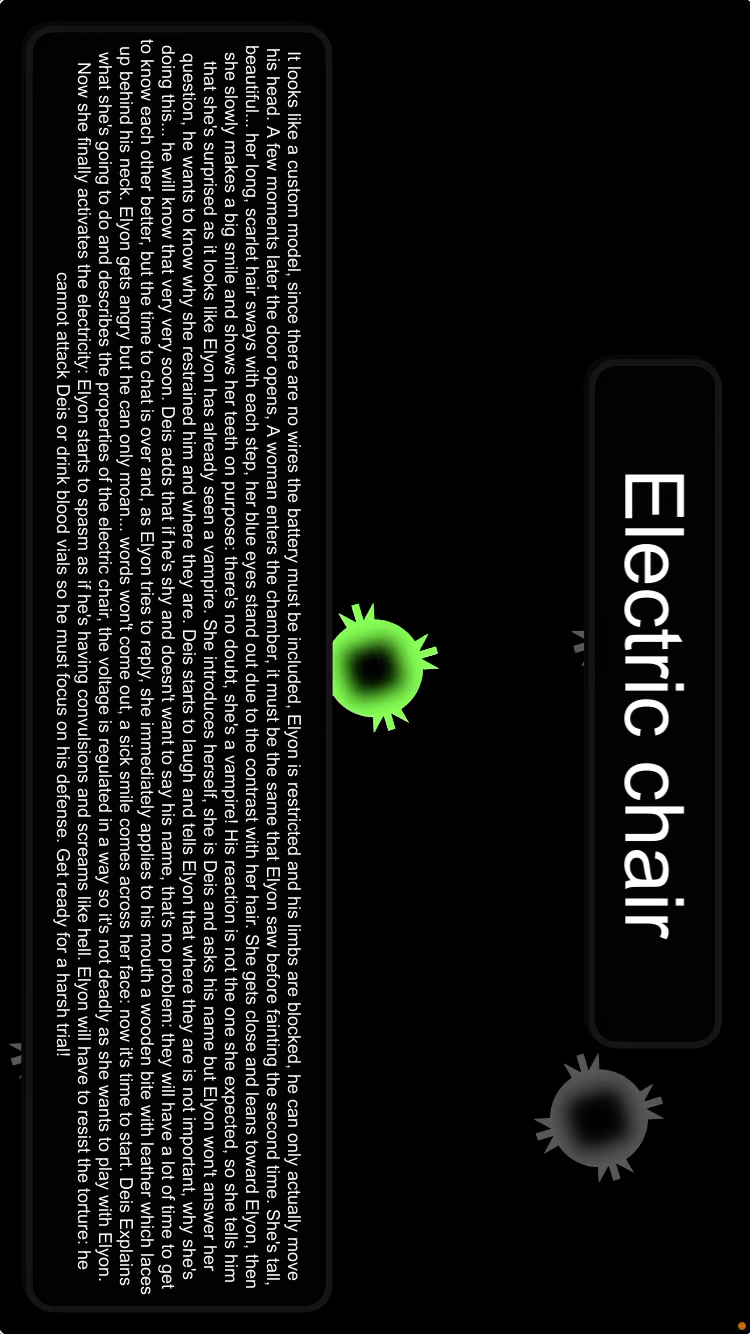 Electric chair
It looks like a custom model, since there are no wires the battery must be included, Elyon is restricted and his limbs are blocked, he can only actually move
his head. A few moments later the door opens, A woman enters the chamber, it must be the same that Elyon saw before fainting the second time. She's tall,
beautiful... her long, scarlet hair sways with each step, her blue eyes stand out due to the contrast with her hair. She gets close and leans toward Elyon, then
she slowly makes a big smile and shows her teeth on purpose: there's no doubt, she's a vampire! His reaction is not the one she expected, so she tells him
that she's surprised as it looks like Elyon has already seen a vampire. She introduces herself, she is Deis and asks his name but Elyon won't answer her
question, he wants to know why she restrained him and where they are. Deis starts to laugh and tells Elyon that where they are is not important, why she's
doing this... he will know that very very soon. Deis adds that if he's shy and doesn't want to say his name, that's no problem: they will have a lot of time to get
to know each other better, but the time to chat is over and, as Elyon tries to reply, she immediately applies to his mouth a wooden bite with leather which laces
up behind his neck. Elyon gets angry but he can only moan... words won't come out, a sick smile comes across her face: now it's time to start. Deis Explains
what she's going to do and describes the properties of the electric chair, the voltage is regulated in a way so it's not deadly as she wants to play with Elyon.
Now she finally activates the electricity: Elyon starts to spasm as if he's having convulsions and screams like hell. Elyon will have to resist the torture: he
cannot attack Deis or drink blood vials so he must focus on his defense. Get ready for a harsh trial!